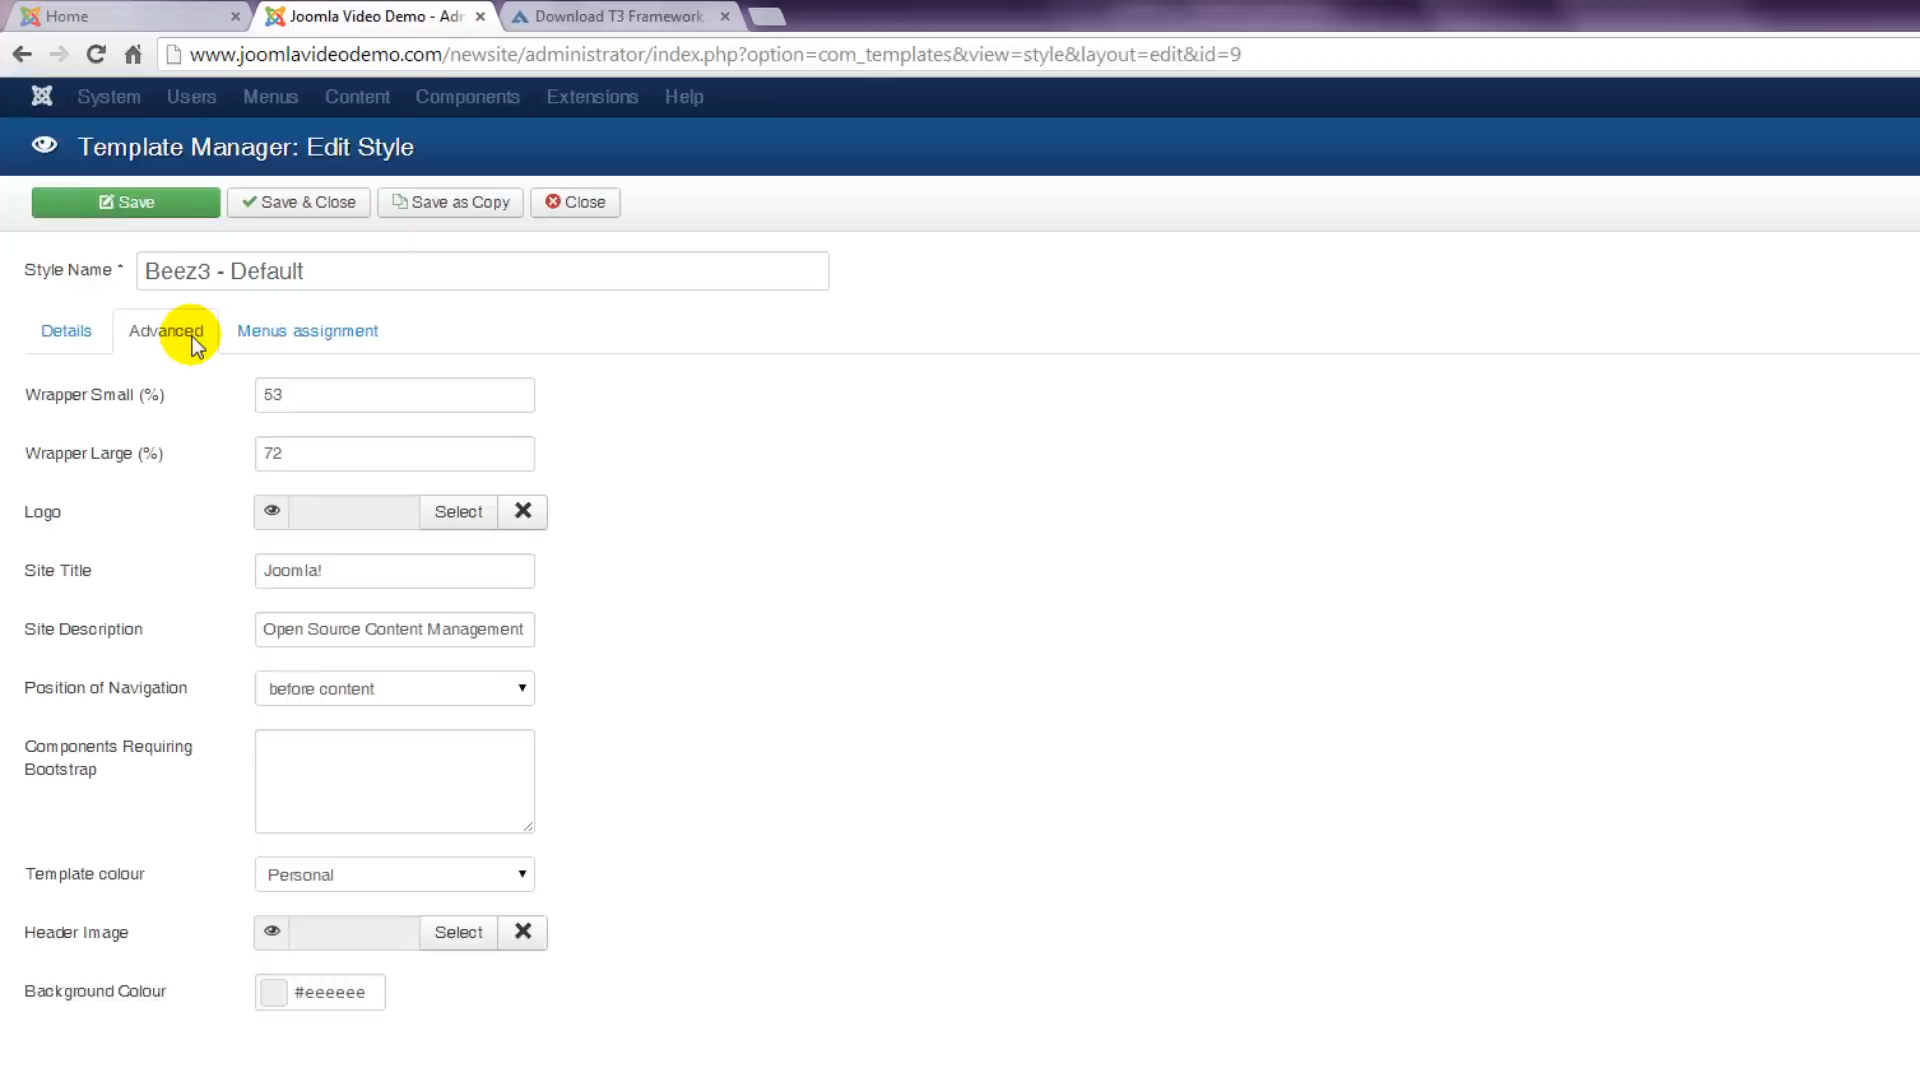 Home
Joomla Video Demo - Adr
Download T3 Framework
www.joomlavideodemo.com/newsite/administrator/index.php?option=com_templates&view=style&layout=edit&id=9
System Users Menus Content Components Extensions Help
Template Manager: Edit Style
Save Save & Close Save as Copy Close
Style Name * Beez3 - Default
Details Advanced Menus assignment
Wrapper Small (%) 53
Wrapper Large (%) 72
Logo Select
Site Title Joomla!
Site Description Open Source Content Management
Position of Navigation before content
Components Requiring
Bootstrap
Template colour Personal
Header Image Select
Background Colour #eeeeee